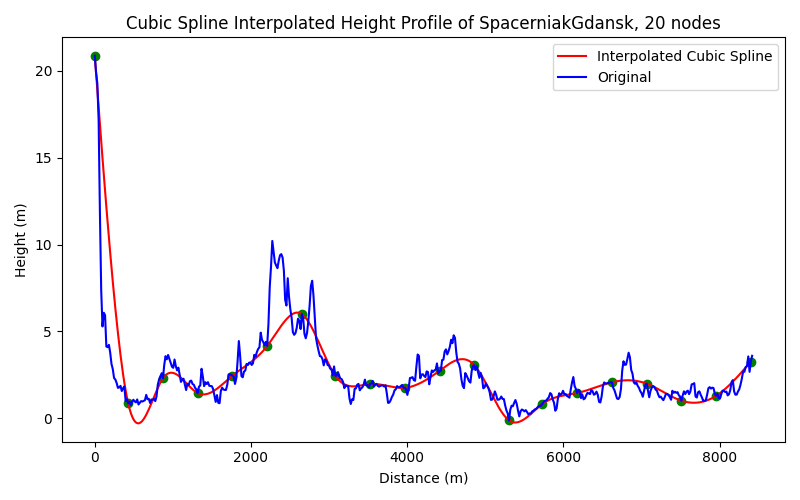 Cubic Spline Interpolated Height Profile of SpacerniakGdansk, 20 nodes
Interpolated Cubic Spline
Original
Height (m)
20
15
10
5
0
0 2000 4000 6000 8000
Distance (m)